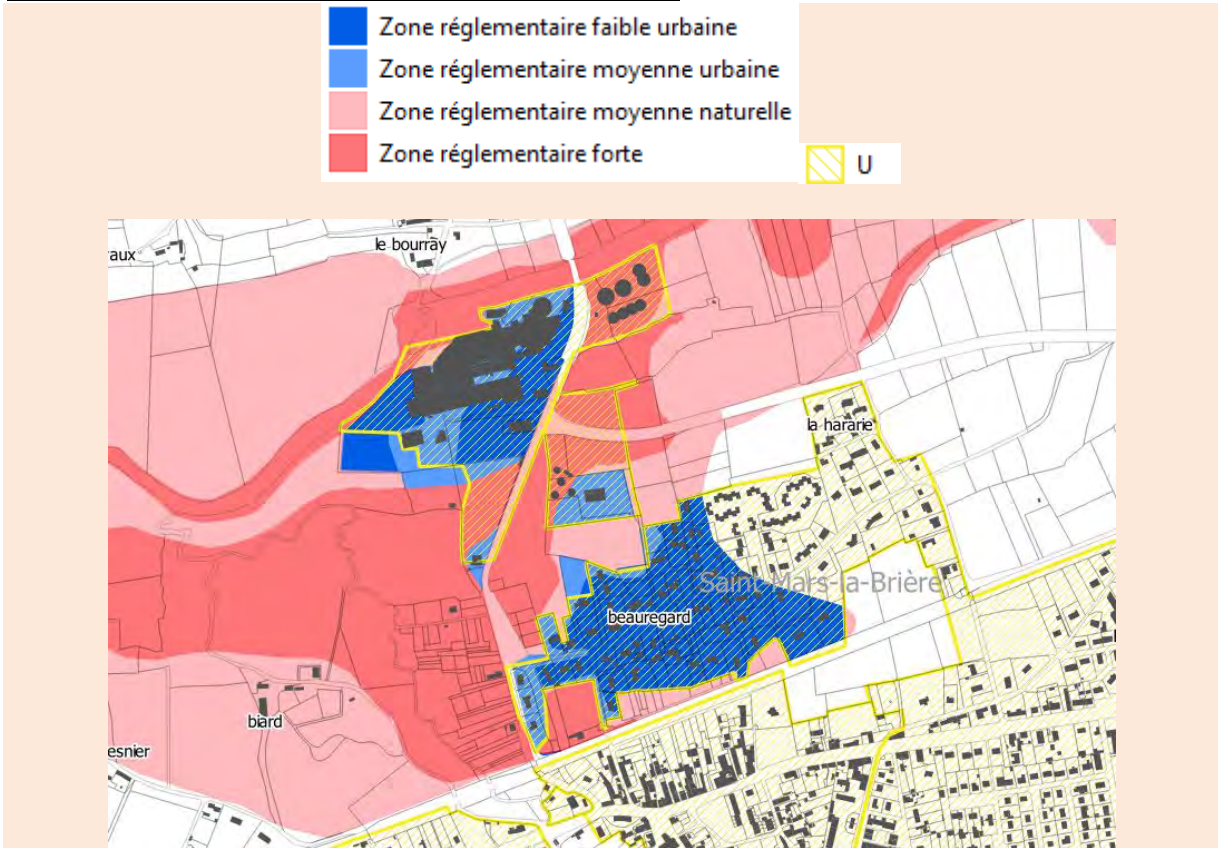 Zone réglementaire faible urbaine
Zone réglementaire moyenne urbaine
Zone réglementaire moyenne naturelle
Zone réglementaire forte
U
le bourray
vaux
la hararie
Saint-Mars-la-Brière
beauregard
biard
esnier